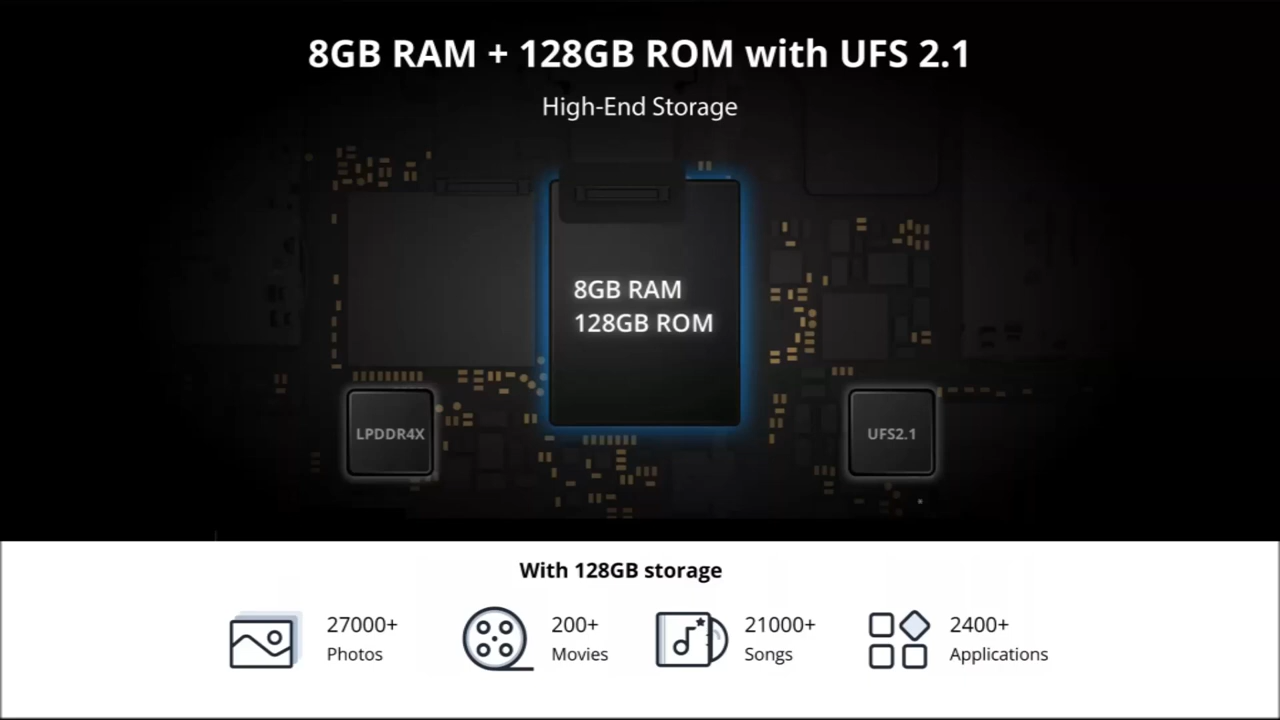 8GB RAM + 128GB ROM with UFS 2.1
High-End Storage
8GB RAM
128GB ROM
LPDDR4X
UFS2.1
With 128GB storage
27000+
Photos
200+
Movies
21000+
Songs
2400+
Applications